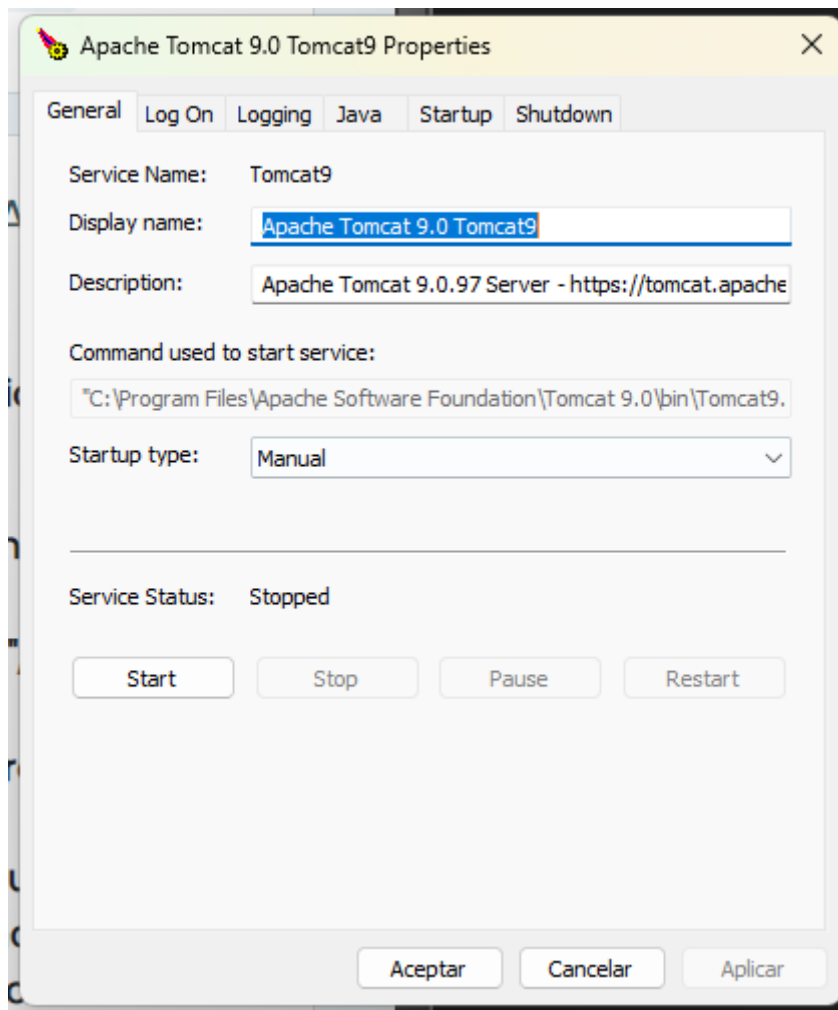 Apache Tomcat 9.0 Tomcat9 Properties
General Log On Logging Java Startup Shutdown
Service Name: Tomcat9
Display name: Apache Tomcat 9.0 Tomcat9
Description: Apache Tomcat 9.0.97 Server - https://tomcat.apache
Command used to start service:
"C:\Program Files\Apache Software Foundation\Tomcat 9.0\bin\Tomcat9.
Startup type: Manual
Service Status: Stopped
Start Stop Pause Restart
Aceptar Cancelar Aplicar